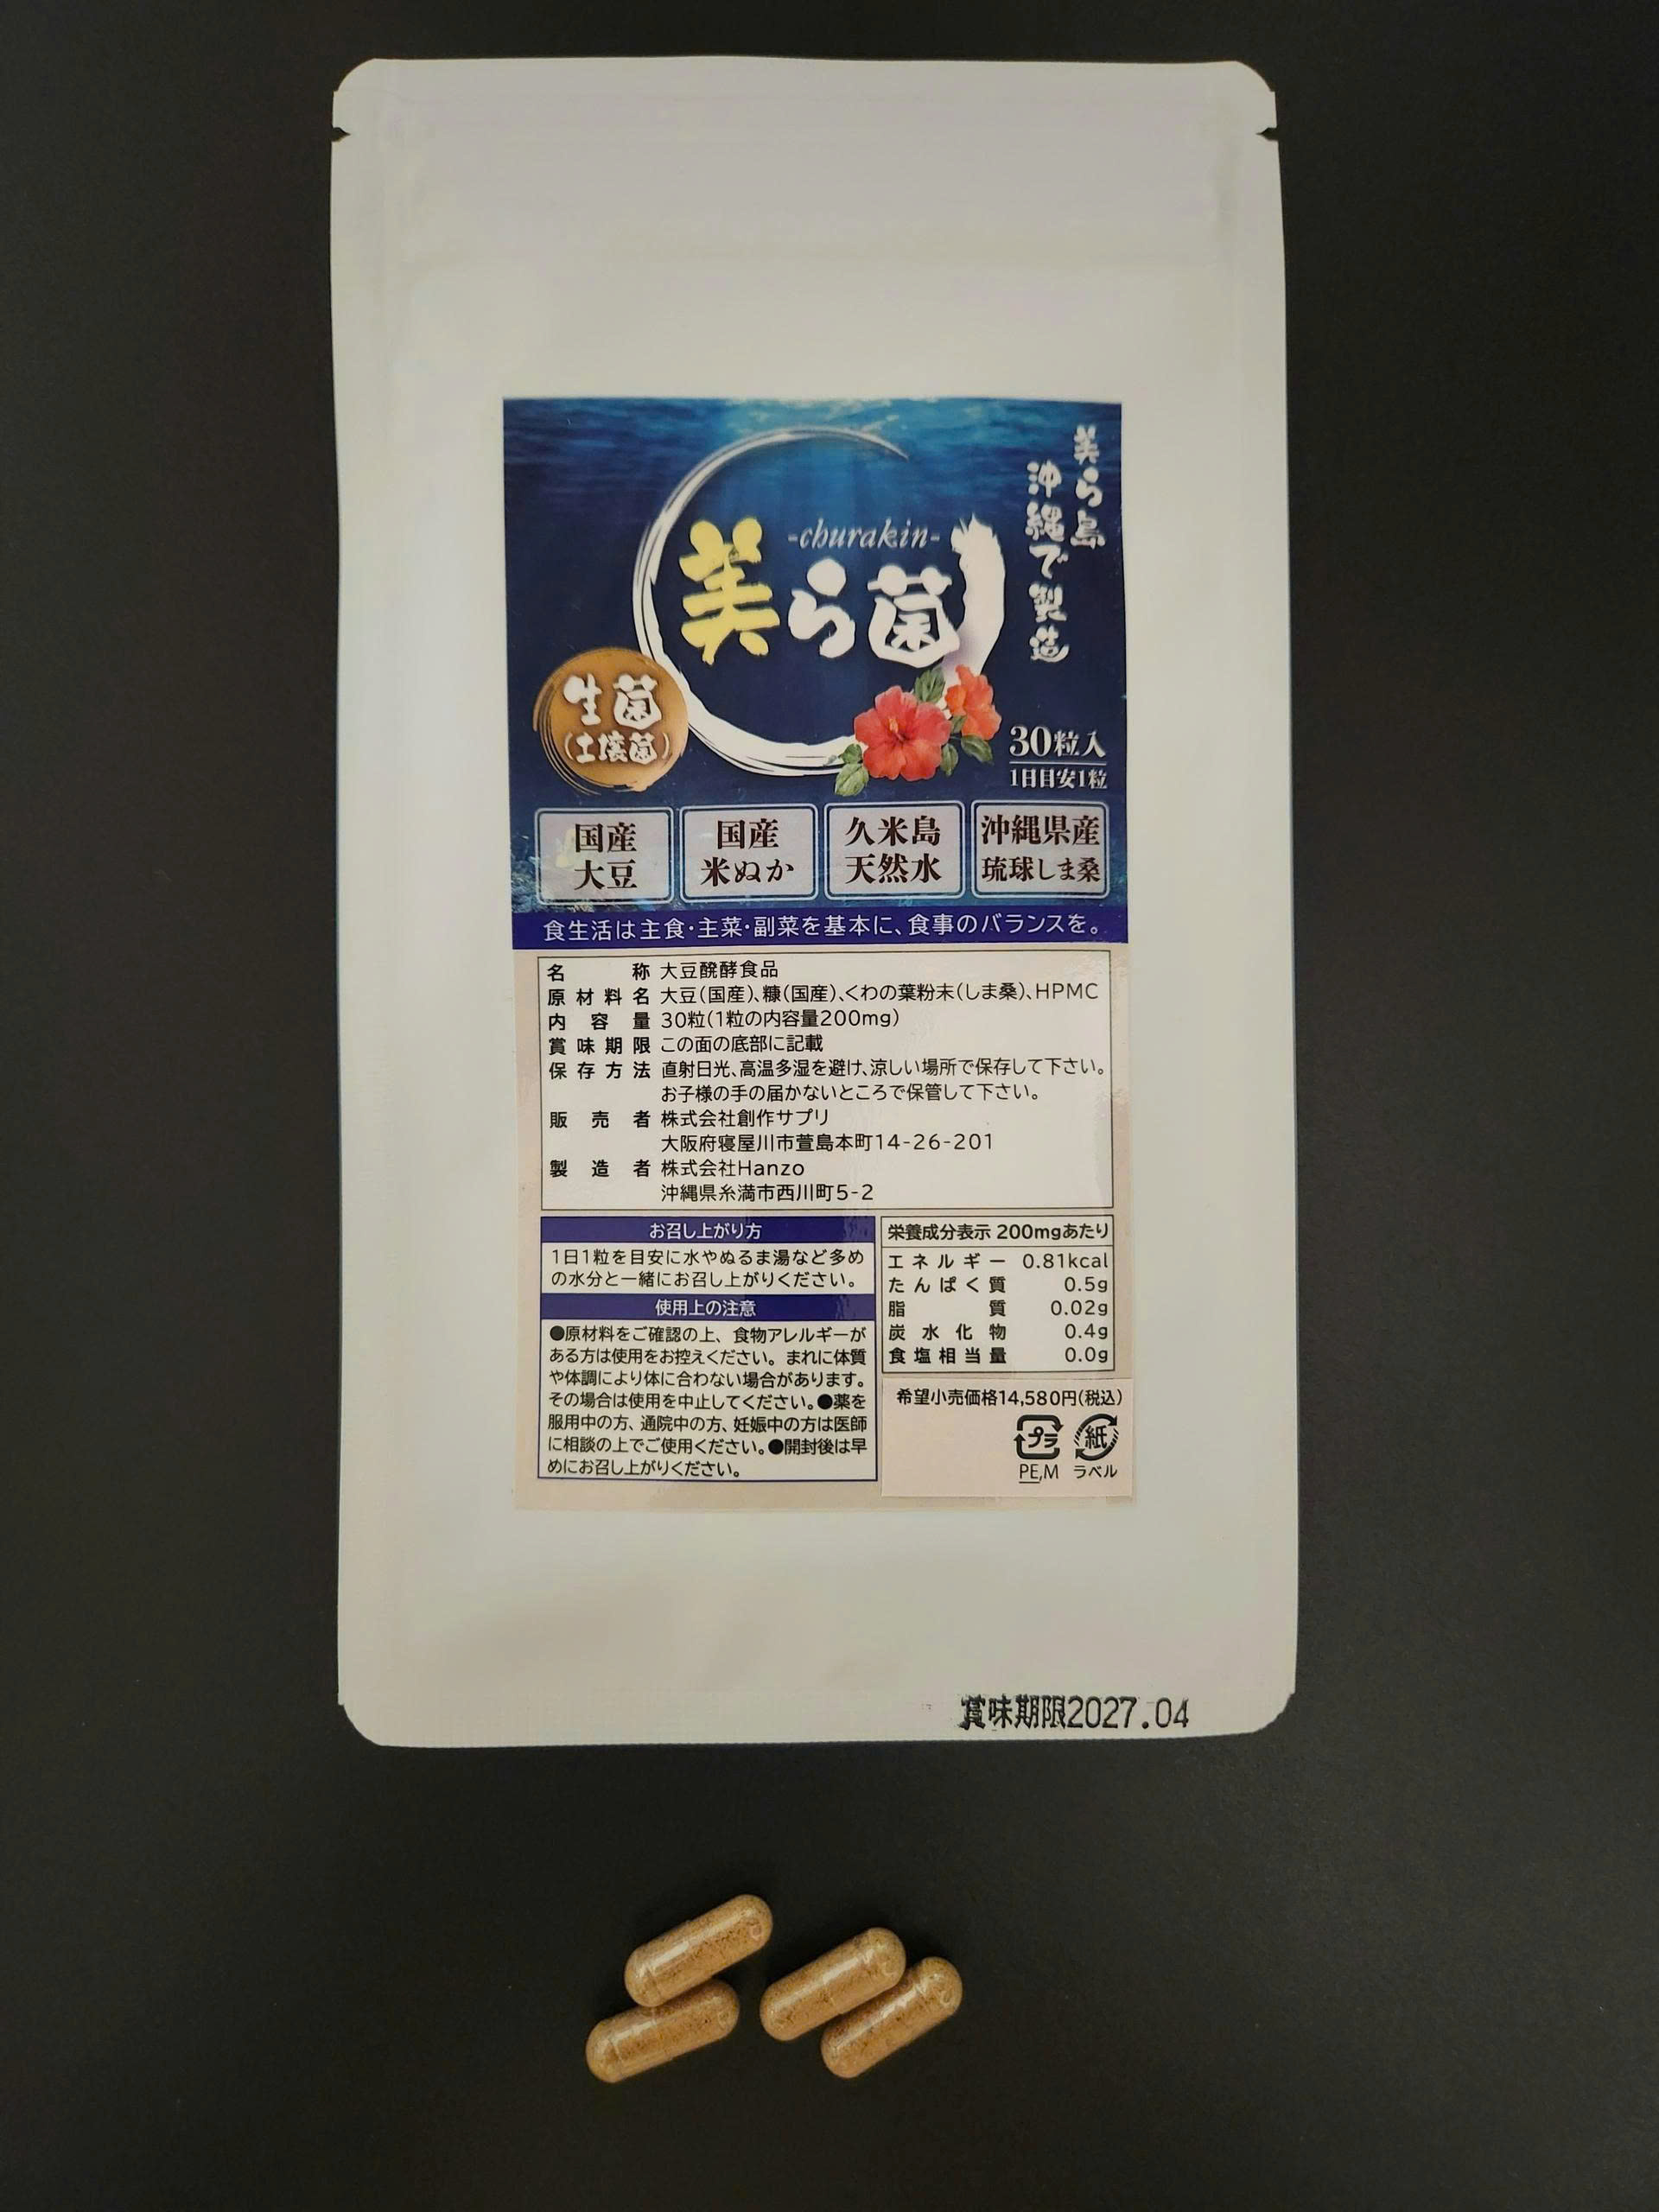 美ら島
沖縄で製造
-churakin-
美ら菌
生菌
(土壌菌)
30粒入
1日目安1粒
国産
大豆
国産
米ぬか
久米島
天然水
沖縄県産
琉球しま桑
食生活は主食・主菜・副菜を基本に、食事のバランスを。
名称 大豆醗酵食品
原材料名 大豆(国産)、糠(国産)、くわの葉粉末(しま桑)、HPMC
内容量 30粒(1粒の内容量200mg)
賞味期限 この面の底部に記載
保存方法 直射日光、高温多湿を避け、涼しい場所で保存して下さい。
お子様の手の届かないところで保管して下さい。
販売者 株式会社創作サプリ
大阪府寝屋川市萱島本町14-26-201
製造者 株式会社Hanzo
沖縄県糸満市西川町5-2
お召し上がり方
1日1粒を目安に水やぬるま湯など多め
の水分と一緒にお召し上がりください。
使用上の注意
●原材料をご確認の上、食物アレルギーが
ある方は使用をお控えください。まれに体質
や体調により体に合わない場合があります。
その場合は使用を中止してください。●薬を
服用中の方、通院中の方、妊娠中の方は医師
に相談の上でご使用ください。●開封後は早
めにお召し上がりください。
栄養成分表示 200mgあたり
エネルギー 0.81kcal
たんぱく質 0.5g
脂質 0.02g
炭水化物 0.4g
食塩相当量 0.0g
希望小売価格14,580円(税込)
プラ 紙
PE,M ラベル
賞味期限2027.04